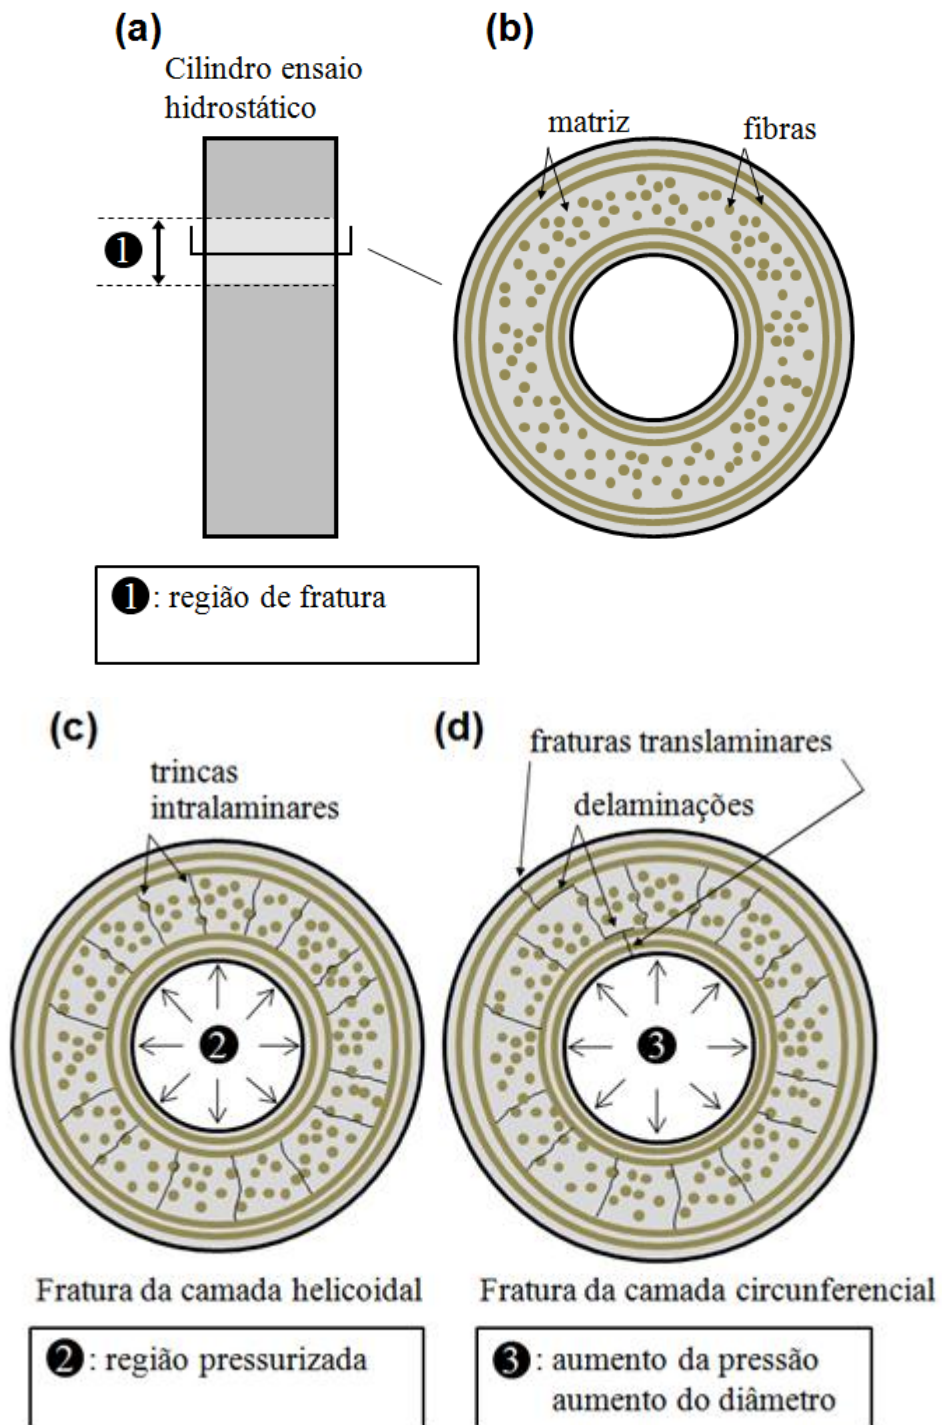 (a)
Cilindro ensaio
hidrostático
1
(b)
matriz
fibras
1: região de fratura
(c)
trincas
intralaminares
2
Fratura da camada helicoidal
2: região pressurizada
(d)
fraturas translaminares
delaminações
3
Fratura da camada circunferencial
3: aumento da pressão
aumento do diâmetro